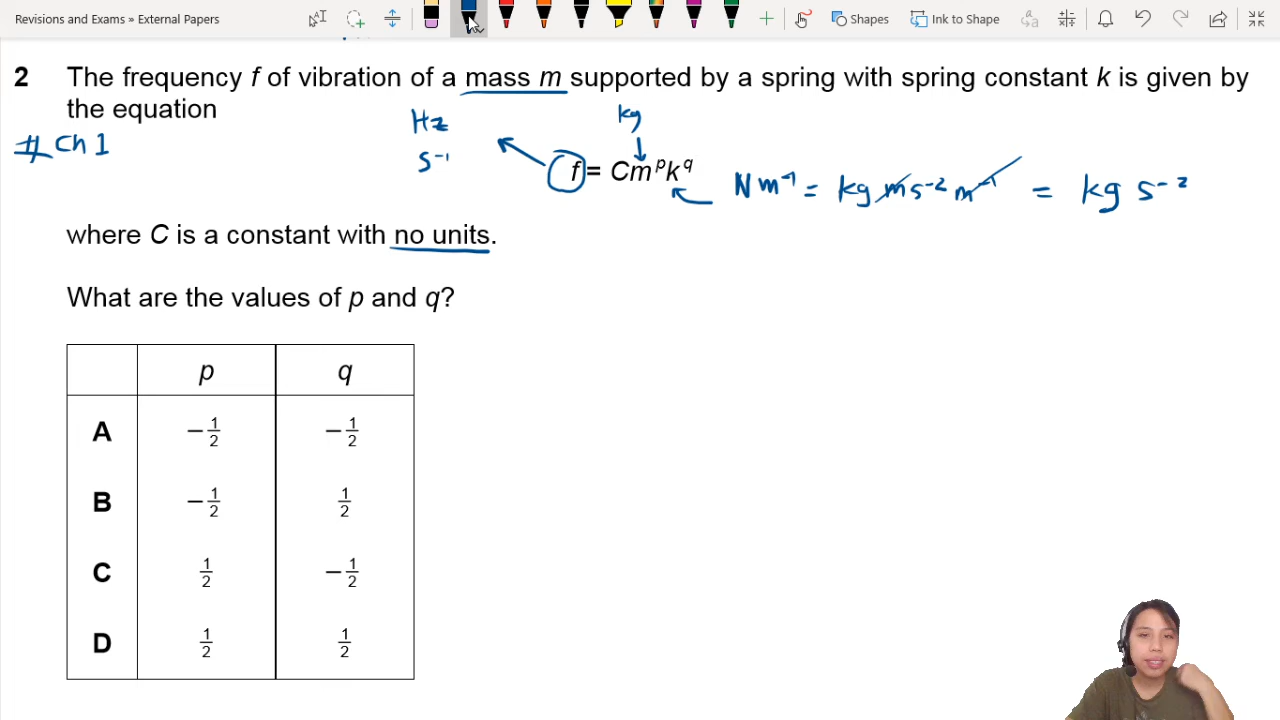 Revisions and Exams » External Papers
Shapes
Ink to Shape
2 The frequency f of vibration of a mass m supported by a spring with spring constant k is given by
the equation
# Ch 1
Hz
s⁻¹
kg
f = Cmᵖk^q
N m⁻¹ = kg m s⁻² m⁻¹ = kg s⁻²
where C is a constant with no units.
What are the values of p and q?
p q
A −1/2 −1/2
B −1/2 1/2
C 1/2 −1/2
D 1/2 1/2